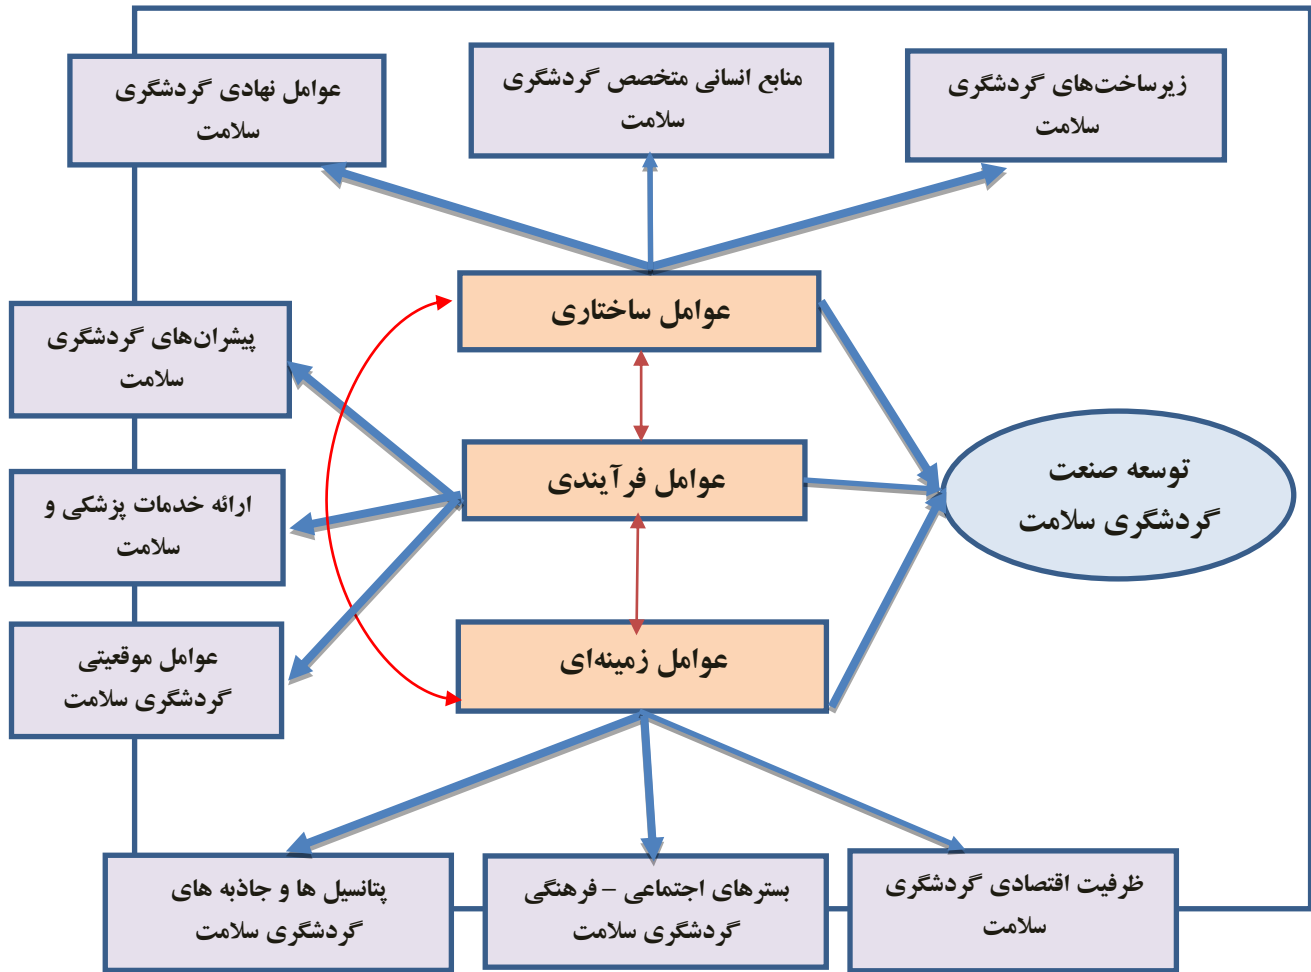 زیرساخت‌های گردشگری
سلامت
منابع انسانی متخصص گردشگری
سلامت
عوامل نهادی گردشگری
سلامت
عوامل ساختاری
پیشران‌های گردشگری
سلامت
توسعه صنعت
گردشگری سلامت
عوامل فرآیندی
ارائه خدمات پزشکی و
سلامت
عوامل زمینه‌ای
عوامل موقعیتی
گردشگری سلامت
ظرفیت اقتصادی گردشگری
سلامت
بسترهای اجتماعی – فرهنگی
گردشگری سلامت
پتانسیل ها و جاذبه های
گردشگری سلامت